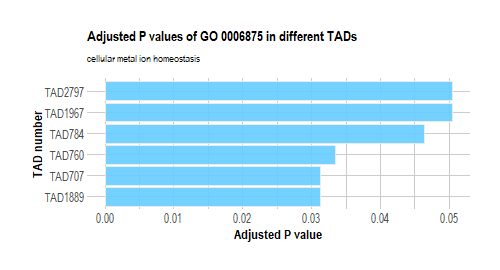 Adjusted P values of GO 0006875 in different TADs
cellular metal ion homeostasis
TAD number
TAD2797
TAD1967
TAD784
TAD760
TAD707
TAD1889
0.00 0.01 0.02 0.03 0.04 0.05
Adjusted P value